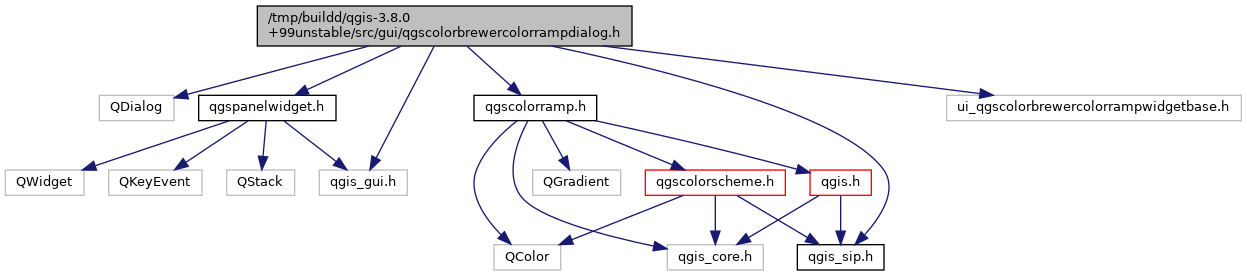 /tmp/buildd/qgis-3.8.0
+99unstable/src/gui/qgscolorbrewercolorrampdialog.h
QDialog
qgspanelwidget.h
qgscolorramp.h
ui_qgscolorbrewercolorrampwidgetbase.h
QWidget
QKeyEvent
QStack
qgis_gui.h
QGradient
qgscolorscheme.h
qgis.h
QColor
qgis_core.h
qgis_sip.h